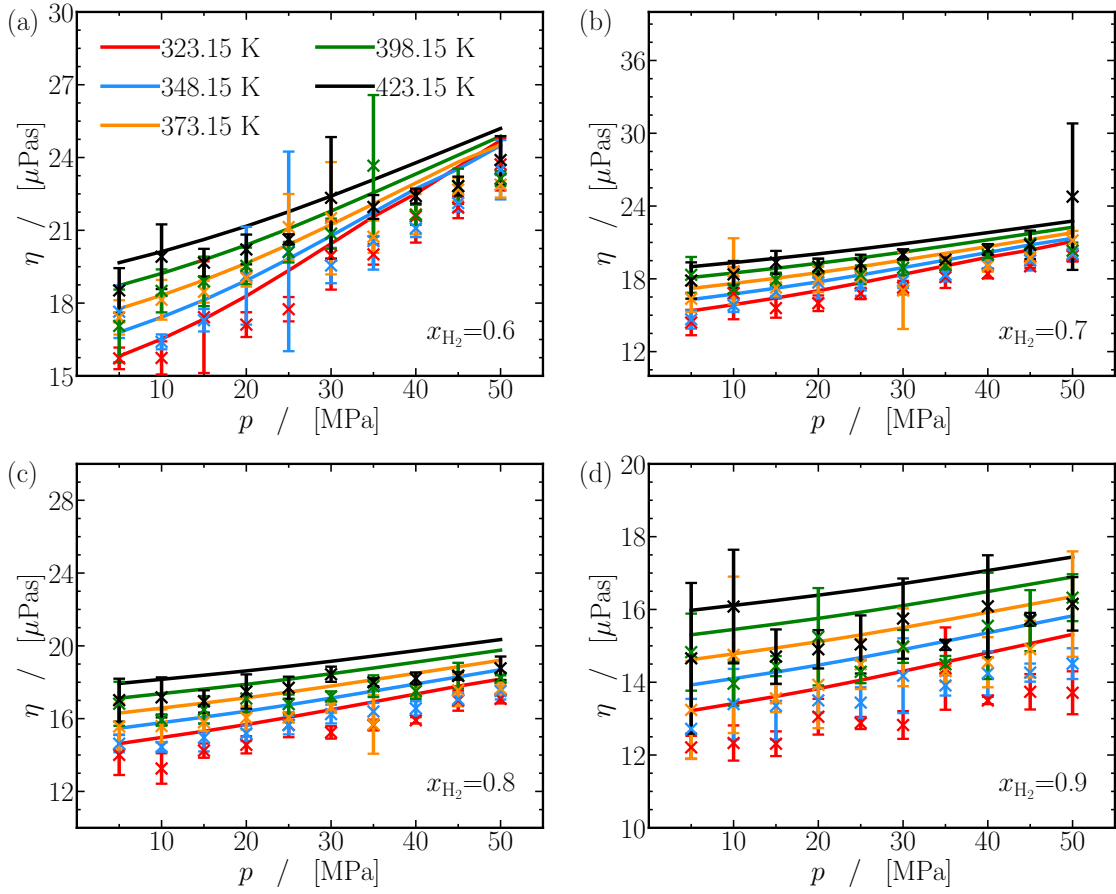 (a)
30
27
24
21
18
15
η / [μPas]
323.15 K
348.15 K
373.15 K
398.15 K
423.15 K
x_H₂=0.6
10 20 30 40 50
p / [MPa]
(b)
36
30
24
18
12
η / [μPas]
x_H₂=0.7
10 20 30 40 50
p / [MPa]
(c)
28
24
20
16
12
η / [μPas]
x_H₂=0.8
10 20 30 40 50
p / [MPa]
(d)
20
18
16
14
12
10
η / [μPas]
x_H₂=0.9
10 20 30 40 50
p / [MPa]